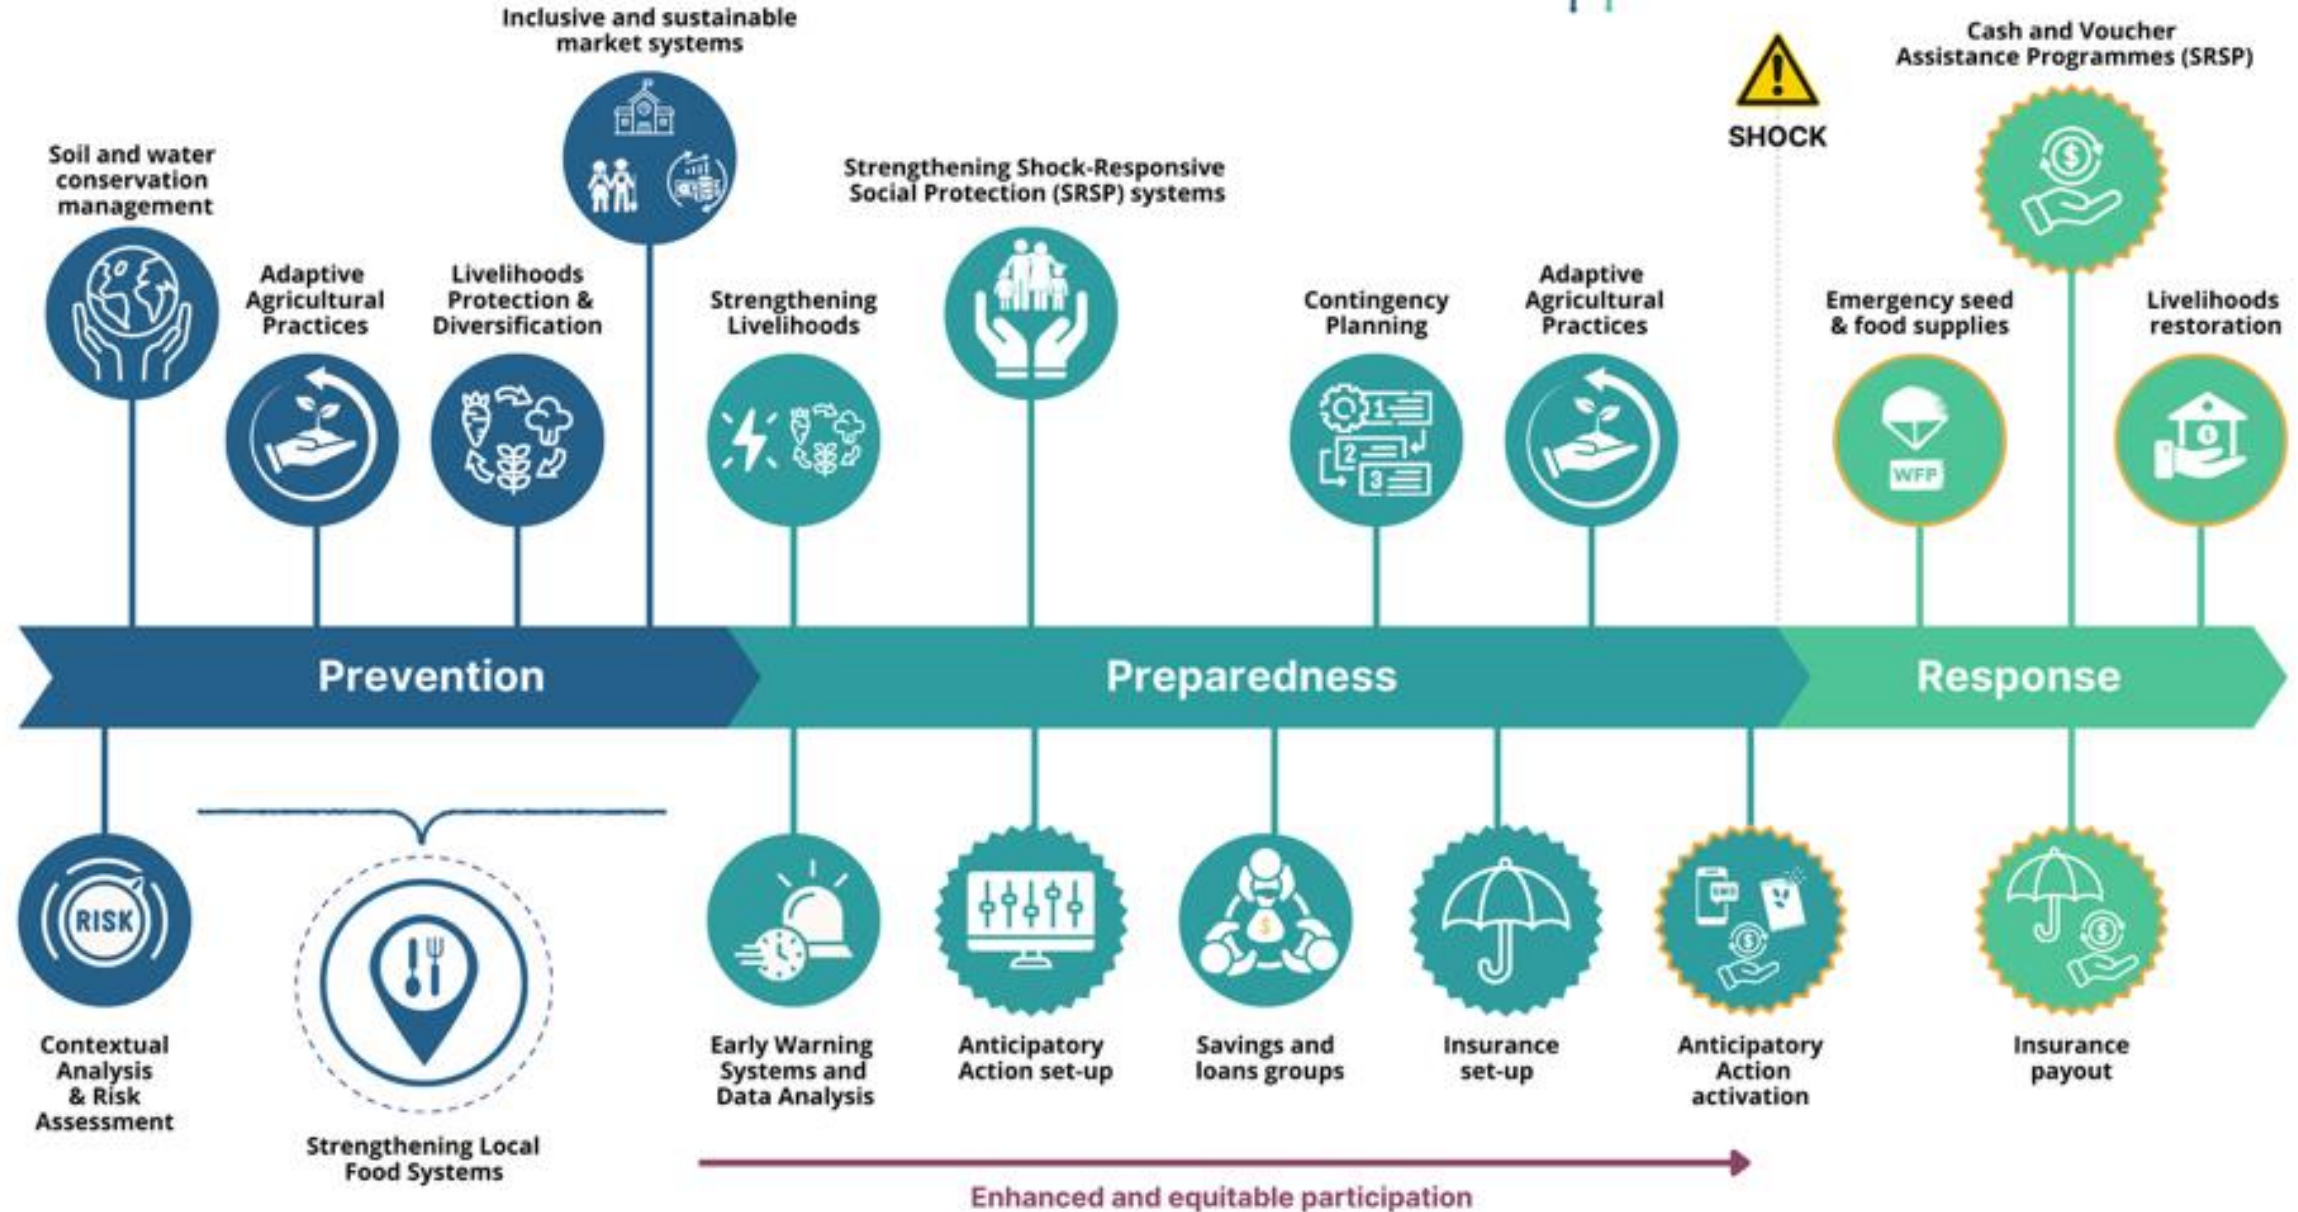 Inclusive and sustainable
market systems
Cash and Voucher
Assistance Programmes (SRSP)
SHOCK
Soil and water
conservation
management
Strengthening Shock-Responsive
Social Protection (SRSP) systems
Adaptive
Agricultural
Practices
Livelihoods
Protection &
Diversification
Strengthening
Livelihoods
Contingency
Planning
Adaptive
Agricultural
Practices
Emergency seed
& food supplies
Livelihoods
restoration
1
2
3
WFP
$
Prevention
Preparedness
Response
RISK
SMS
$
$
$
Contextual
Analysis
& Risk
Assessment
Strengthening Local
Food Systems
Early Warning
Systems and
Data Analysis
Anticipatory
Action set-up
Savings and
loans groups
Insurance
set-up
Anticipatory
Action
activation
Insurance
payout
Enhanced and equitable participation